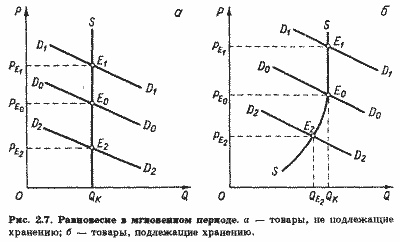 P S а
D₁ E₁
D₀
P_E₁ D₁
E₀
D₂
P_E₀ D₀
E₂
P_E₂ D₂
0 Q_K Q
P S б
D₁ E₁
P_E₁
D₀ D₁
E₀
P_E₀
D₂ D₀
E₂
P_E₂
D₂
S
0 Q_E₂ Q_K Q
Рис. 2.7. Равновесие в мгновенном периоде. а — товары, не подлежащие
хранению; б — товары, подлежащие хранению.